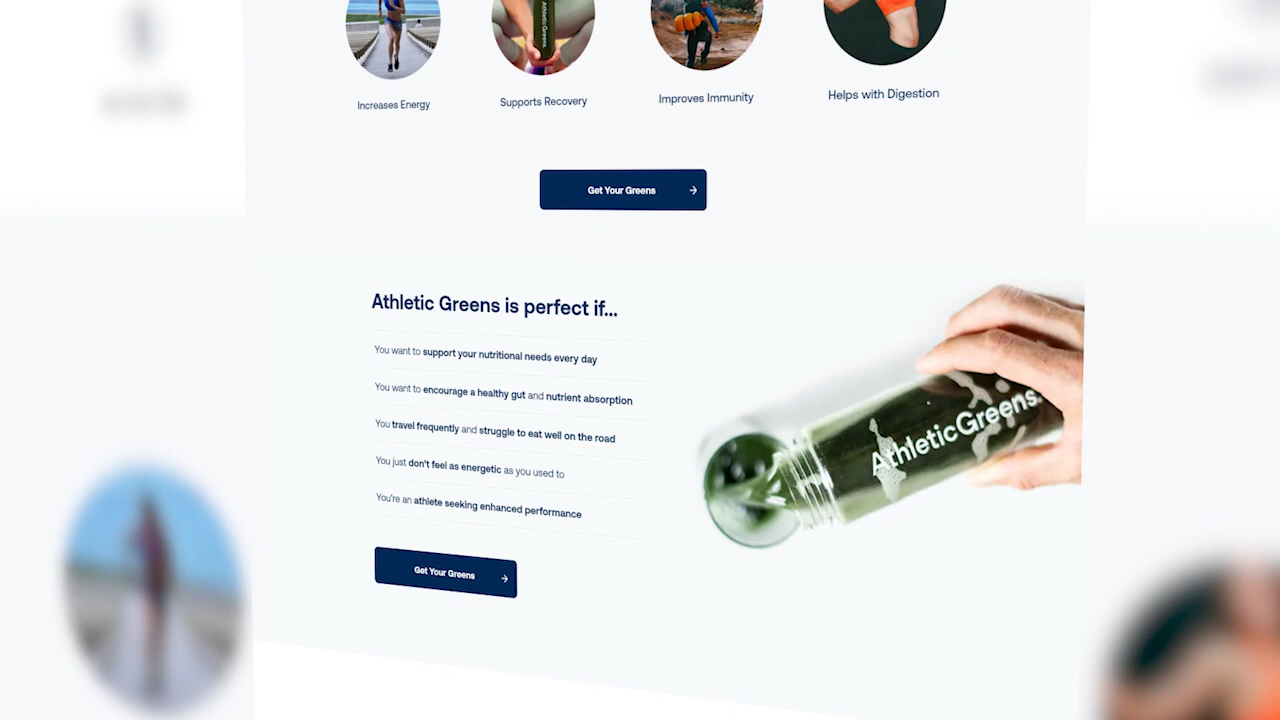 Increases Energy
Supports Recovery
Improves Immunity
Helps with Digestion
Get Your Greens
Athletic Greens is perfect if...
You want to support your nutritional needs every day
You want to encourage a healthy gut and nutrient absorption
You travel frequently and struggle to eat well on the road
You just don't feel as energetic as you used to
You're an athlete seeking enhanced performance
Get Your Greens
AthleticGreens.
AthleticGreens